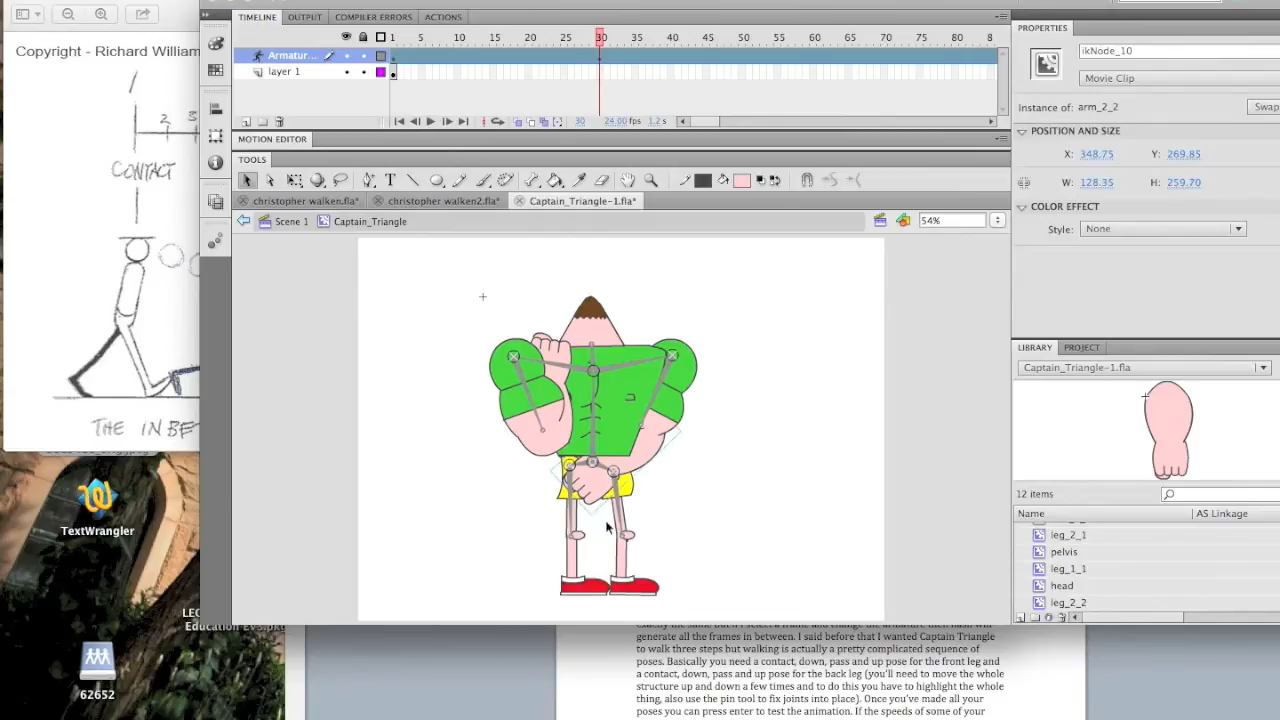 Copyright - Richard William
2
CONTACT
THE INBE
TextWrangler
LE
Education Ev
62652
TIMELINE
OUTPUT
COMPILER ERRORS
ACTIONS
1 5 10 15 20 25 30 35 40 45 50 55 60 65 70 75 80 8
Armatur...
layer 1
30 24.00 fps 1.2 s
MOTION EDITOR
TOOLS
christopher walken.fla*
christopher walken2.fla*
Captain_Triangle-1.fla*
Scene 1
Captain_Triangle
54%
PROPERTIES
ikNode_10
Movie Clip
Instance of: arm_2_2
Swap
POSITION AND SIZE
X: 348.75 Y: 269.85
W: 128.35 H: 259.70
COLOR EFFECT
Style: None
LIBRARY
PROJECT
Captain_Triangle-1.fla
12 items
Name
AS Linkage
leg_2_1
pelvis
leg_1_1
head
leg_2_2
generate all the frames in between. I said before that I wanted Captain Triangle
to walk three steps but walking is actually a pretty complicated sequence of
poses. Basically you need a contact, down, pass and up pose for the front leg and
a contact, down, pass and up pose for the back leg (you'll need to move the whole
structure up and down a few times and to do this you have to highlight the whole
thing, also use the pin tool to fix joints into place). Once you've made all your
poses you can press enter to test the animation. If the speeds of some of your